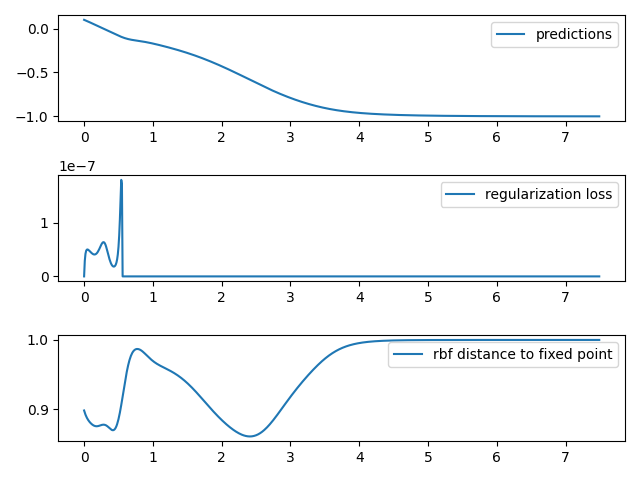 0.0
−0.5
−1.0
predictions
0 1 2 3 4 5 6 7
1e−7
1
0
regularization loss
0 1 2 3 4 5 6 7
1.0
0.9
rbf distance to fixed point
0 1 2 3 4 5 6 7